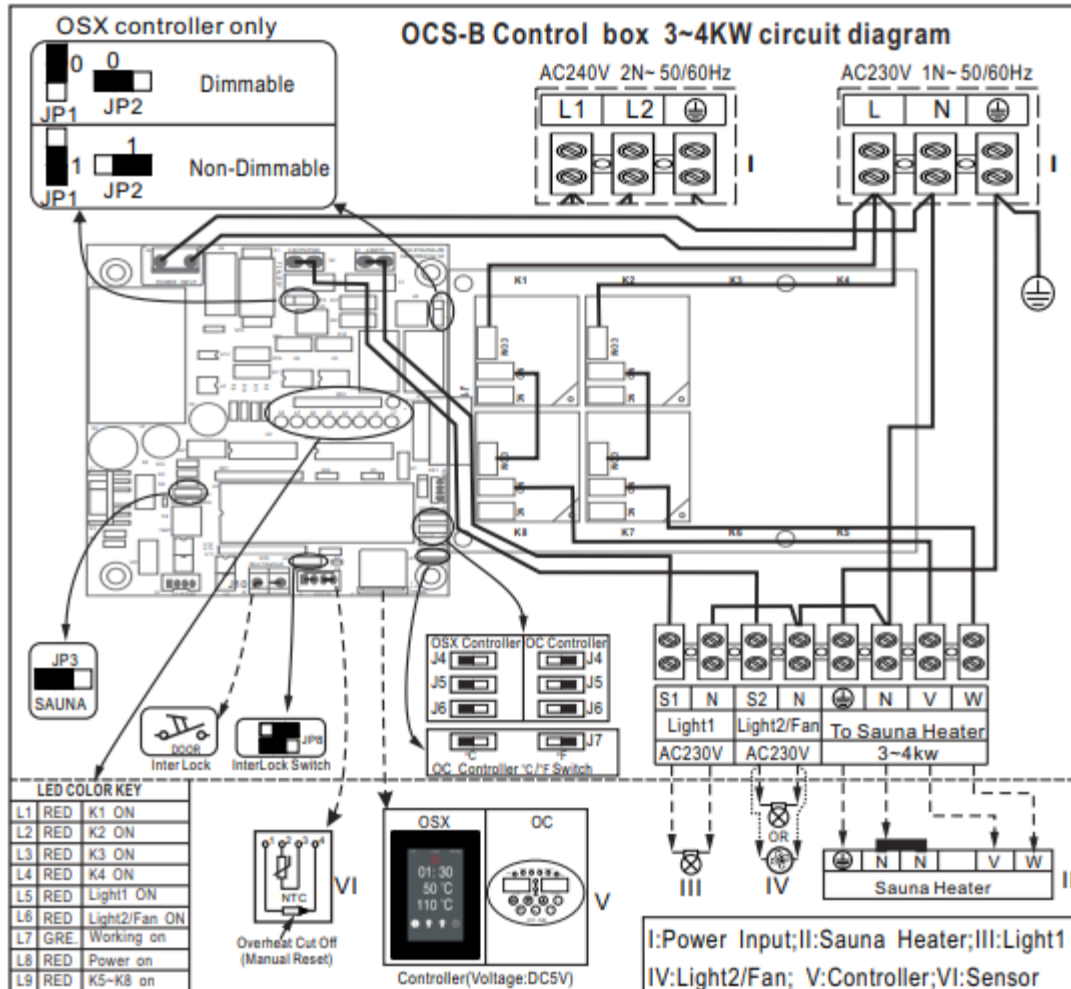 OSX controller only
OCS-B Control box 3~4KW circuit diagram
0
0
Dimmable
JP1
JP2
1
1
Non-Dimmable
JP1
JP2
AC240V 2N~ 50/60Hz
L1 L2
I
AC230V 1N~ 50/60Hz
L N
I
POWER INPUT
K1 K2 K3 K4
K8 K7 K6 K5
JP3
SAUNA
DOOR
Inter Lock
JP8
InterLock Switch
OSX Controller OC Controller
J4 J4
J5 J5
J6 J6
J7
°C °F
OC Controller °C/°F Switch
S1 N S2 N N V W
Light1 Light2/Fan To Sauna Heater
AC230V AC230V 3~4kw
LED COLOR KEY
L1 RED K1 ON
L2 RED K2 ON
L3 RED K3 ON
L4 RED K4 ON
L5 RED Light1 ON
L6 RED Light2/Fan ON
L7 GRE. Working on
L8 RED Power on
L9 RED K5~K8 on
1 2 3 4
NTC
VI
Overheat Cut Off
(Manual Reset)
OSX OC
01: 30
50 °C
110 °C
V
Controller(Voltage:DC5V)
III
OR
IV
N N V W
Sauna Heater
I:Power Input;II:Sauna Heater;III:Light1
IV:Light2/Fan; V:Controller;VI:Sensor